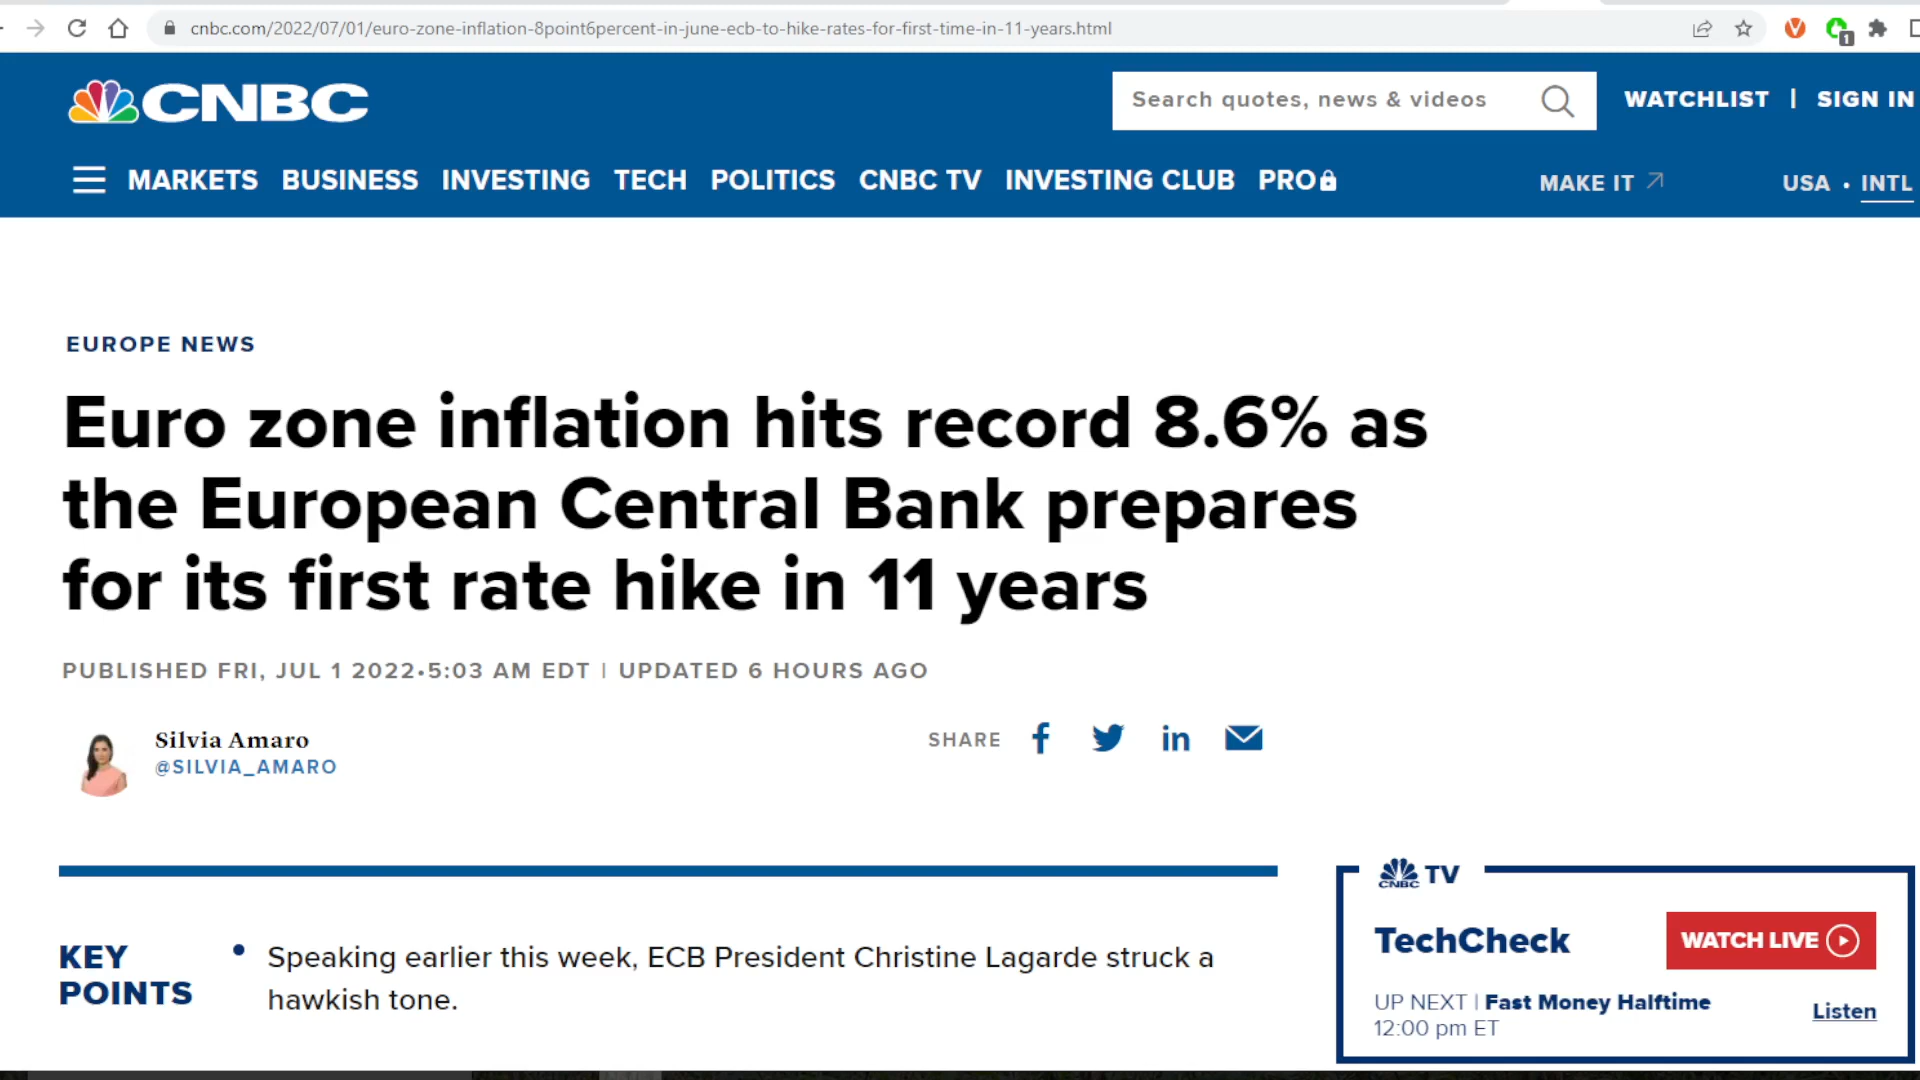 cnbc.com/2022/07/01/euro-zone-inflation-8point6percent-in-june-ecb-to-hike-rates-for-first-time-in-11-years.html
1
CNBC
Search quotes, news & videos
WATCHLIST | SIGN IN
MARKETS BUSINESS INVESTING TECH POLITICS CNBC TV INVESTING CLUB PRO
MAKE IT
USA • INTL
EUROPE NEWS
Euro zone inflation hits record 8.6% as
the European Central Bank prepares
for its first rate hike in 11 years
PUBLISHED FRI, JUL 1 2022•5:03 AM EDT | UPDATED 6 HOURS AGO
Silvia Amaro
@SILVIA_AMARO
SHARE
KEY
POINTS
• Speaking earlier this week, ECB President Christine Lagarde struck a
hawkish tone.
CNBC TV
TechCheck
WATCH LIVE
UP NEXT | Fast Money Halftime
12:00 pm ET
Listen